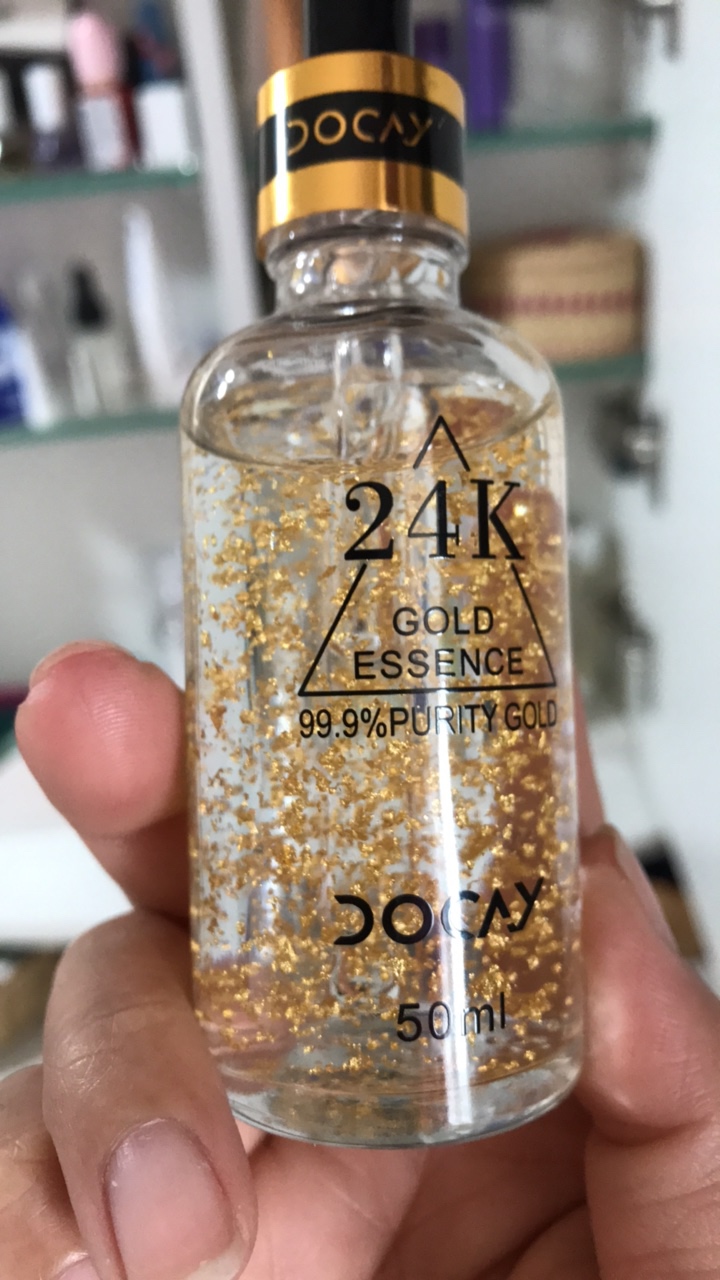 DOCAY
24K
GOLD
ESSENCE
99.9%PURITY GOLD
DOCAY
50ml